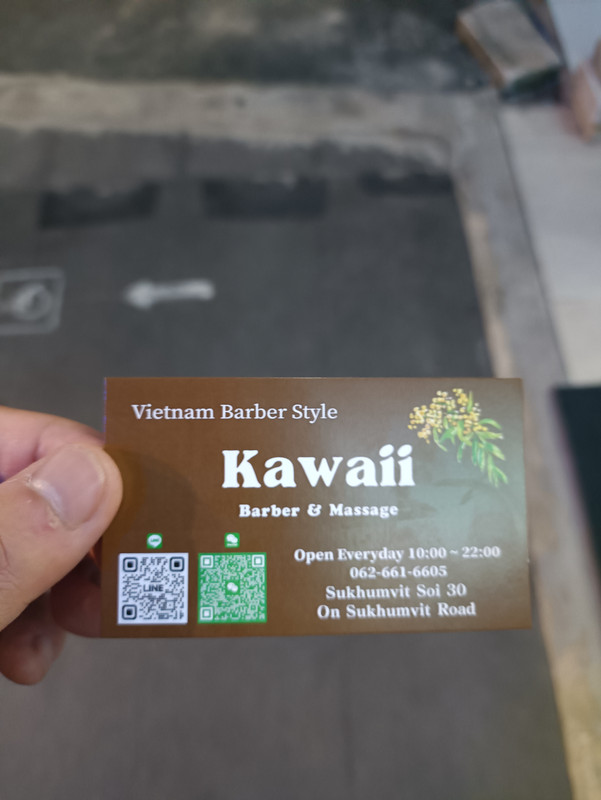 Vietnam Barber Style
Kawaii
Barber & Massage
LINE
Open Everyday 10:00 ~ 22:00
062-661-6605
Sukhumvit Soi 30
On Sukhumvit Road